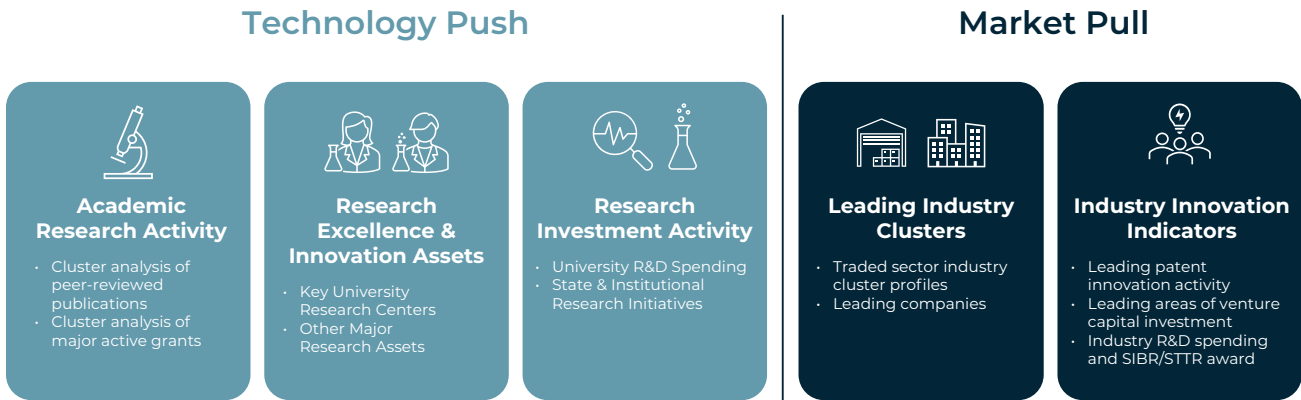 Technology Push
Market Pull
Academic
Research Activity
• Cluster analysis of
peer-reviewed
publications
• Cluster analysis of
major active grants
Research
Excellence &
Innovation Assets
• Key University
Research Centers
• Other Major
Research Assets
Research
Investment Activity
• University R&D Spending
• State & Institutional
Research Initiatives
Leading Industry
Clusters
• Traded sector industry
cluster profiles
• Leading companies
Industry Innovation
Indicators
• Leading patent
innovation activity
• Leading areas of venture
capital investment
• Industry R&D spending
and SIBR/STTR award